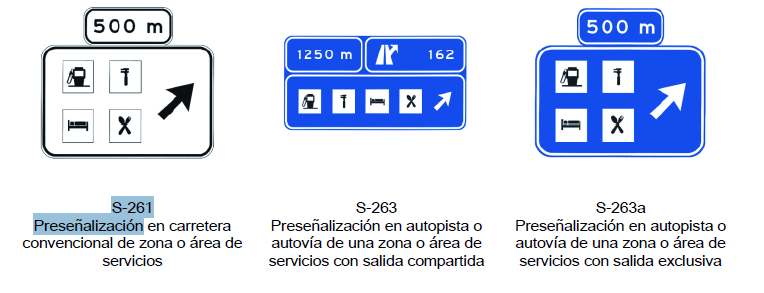 500 m
1250 m
162
500 m
S-261
Preseñalización en carretera
convencional de zona o área de
servicios
S-263
Preseñalización en autopista o
autovía de una zona o área de
servicios con salida compartida
S-263a
Preseñalización en autopista o
autovía de una zona o área de
servicios con salida exclusiva